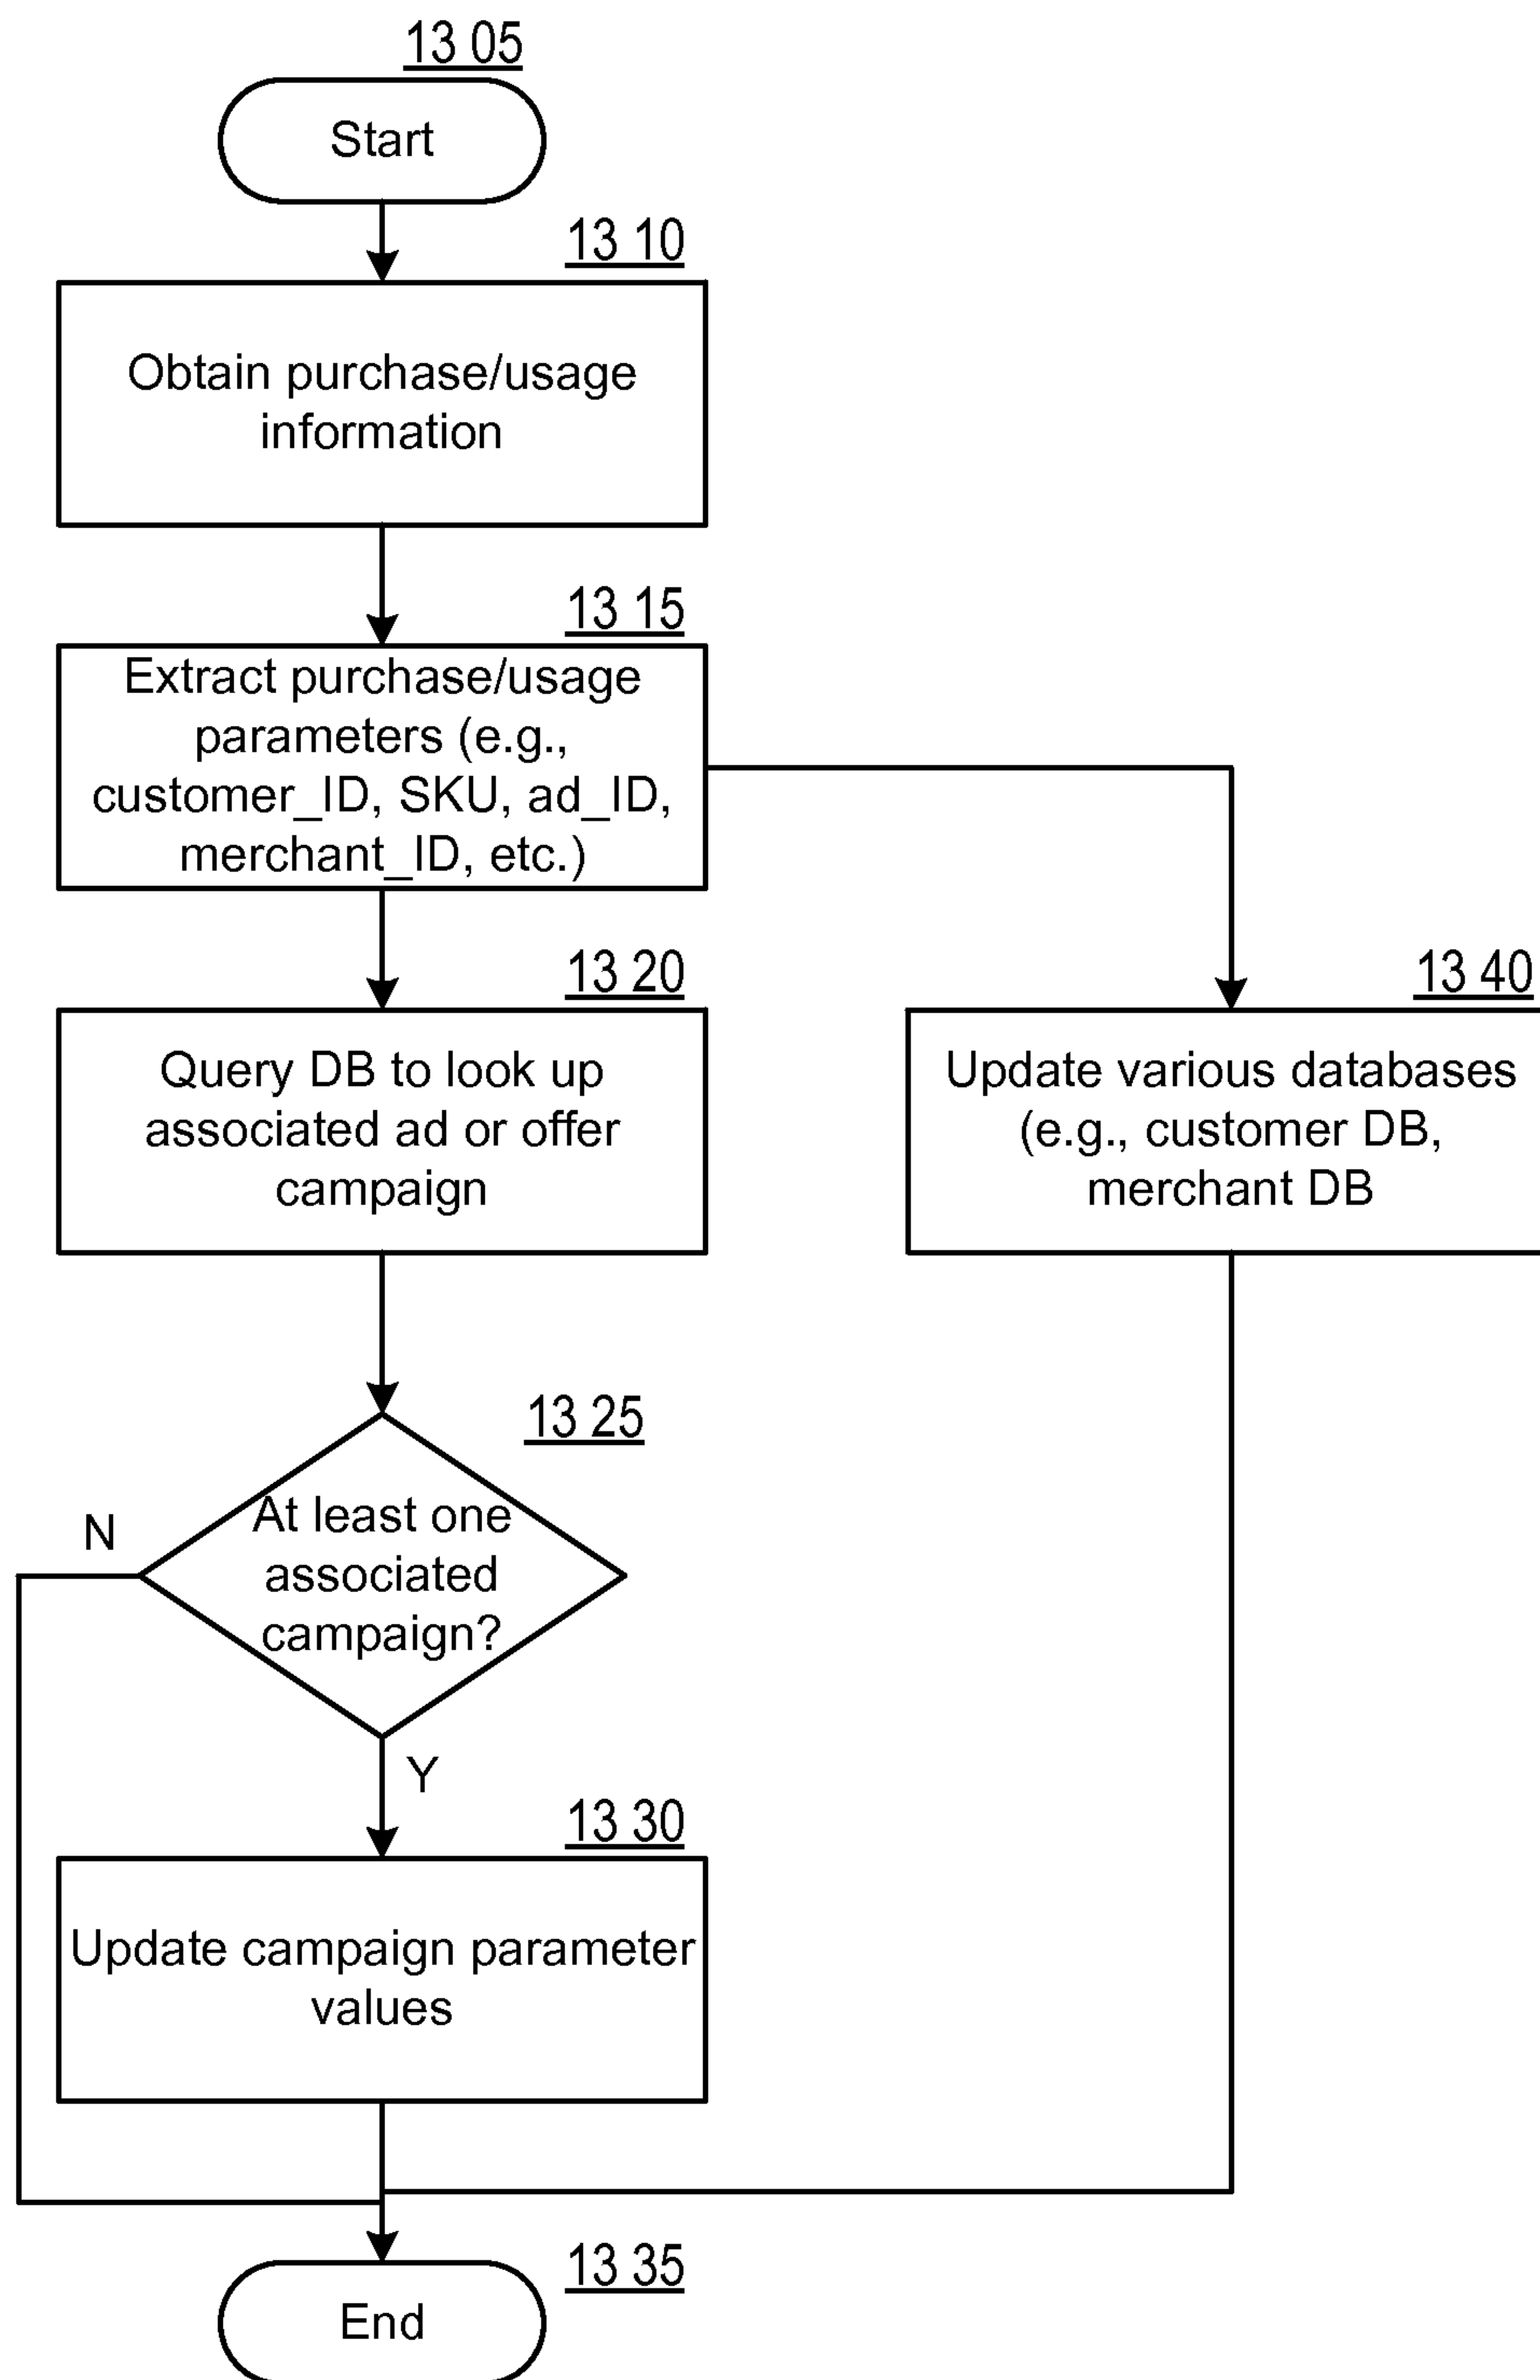 13 05
Start
13 10
Obtain purchase/usage
information
13 15
Extract purchase/usage
parameters (e.g.,
customer_ID, SKU, ad_ID,
merchant_ID, etc.)
13 20
Query DB to look up
associated ad or offer
campaign
13 40
Update various databases
(e.g., customer DB,
merchant DB
13 25
At least one
associated
campaign?
N
Y
13 30
Update campaign parameter
values
13 35
End